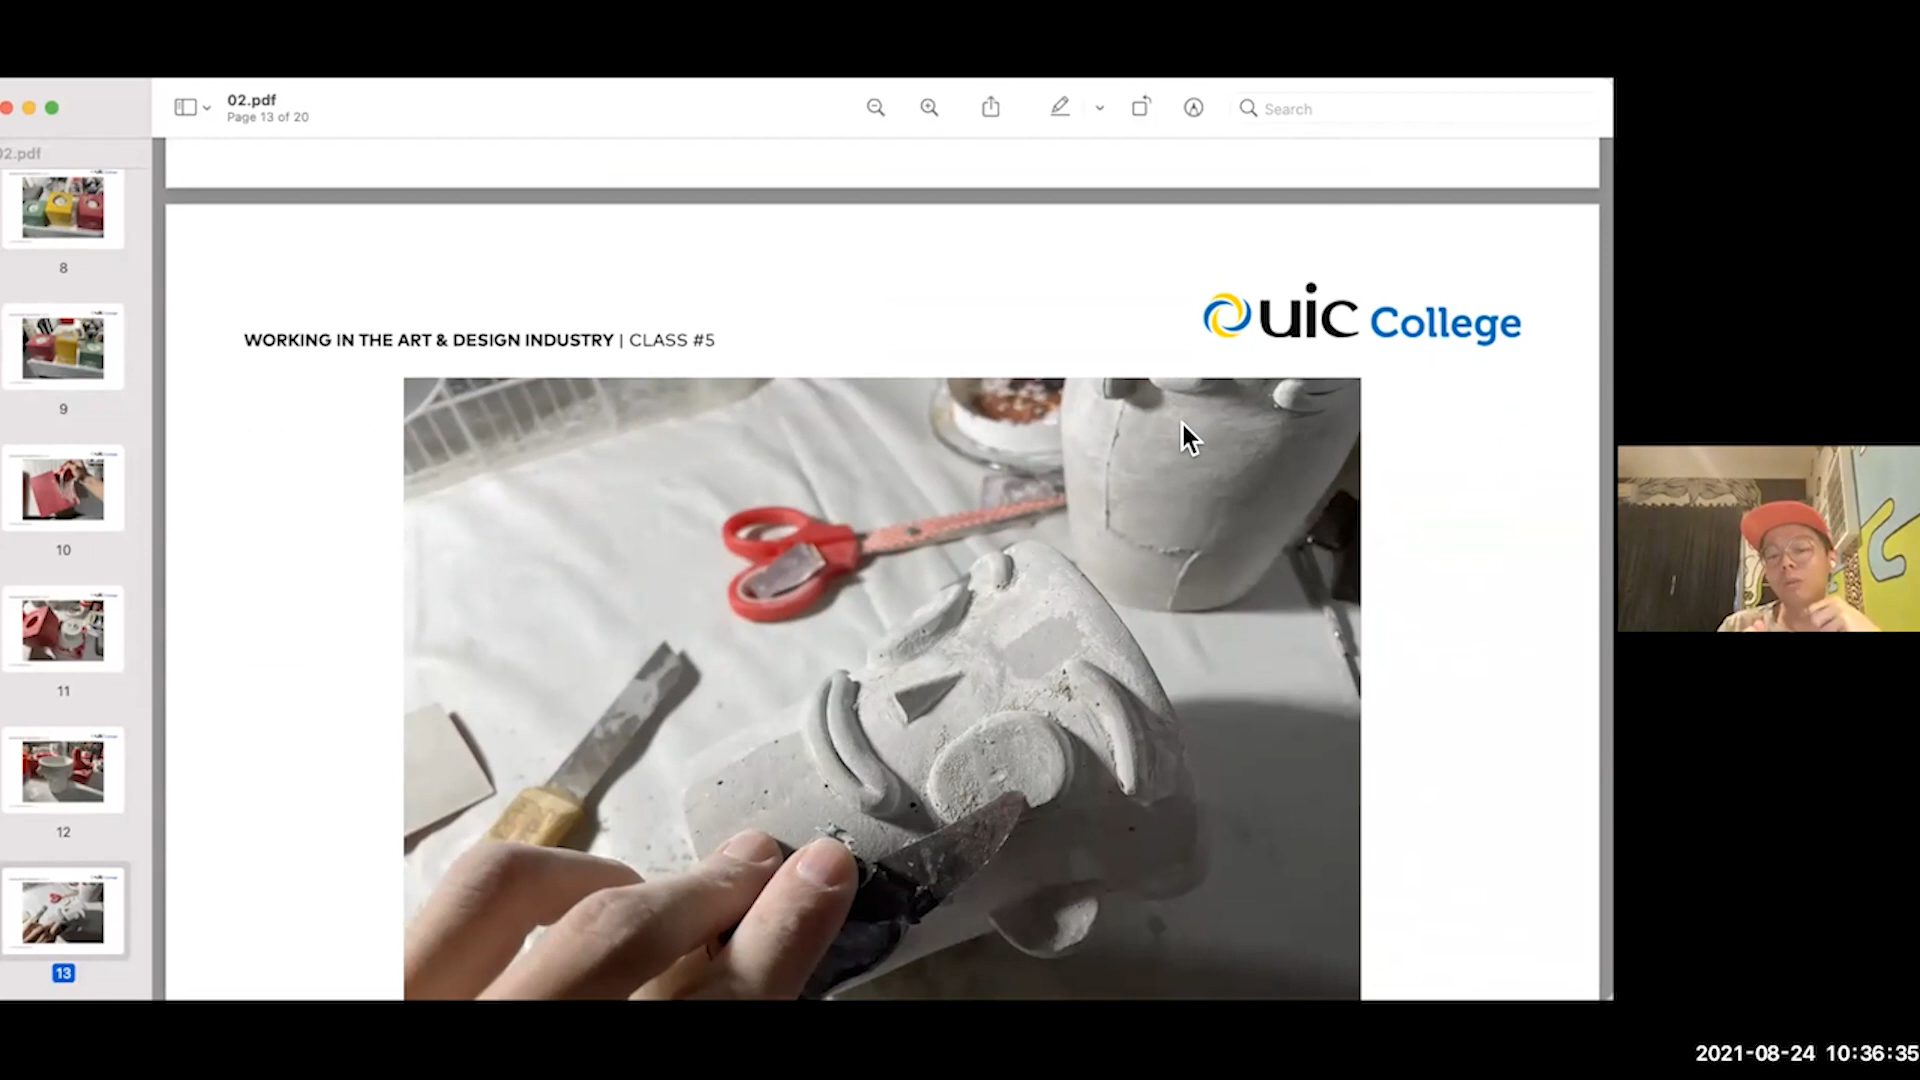 02.pdf
Page 13 of 20
Search
02.pdf
8
9
10
11
12
13
WORKING IN THE ART & DESIGN INDUSTRY | CLASS #5
uic College
2021-08-24 10:36:35